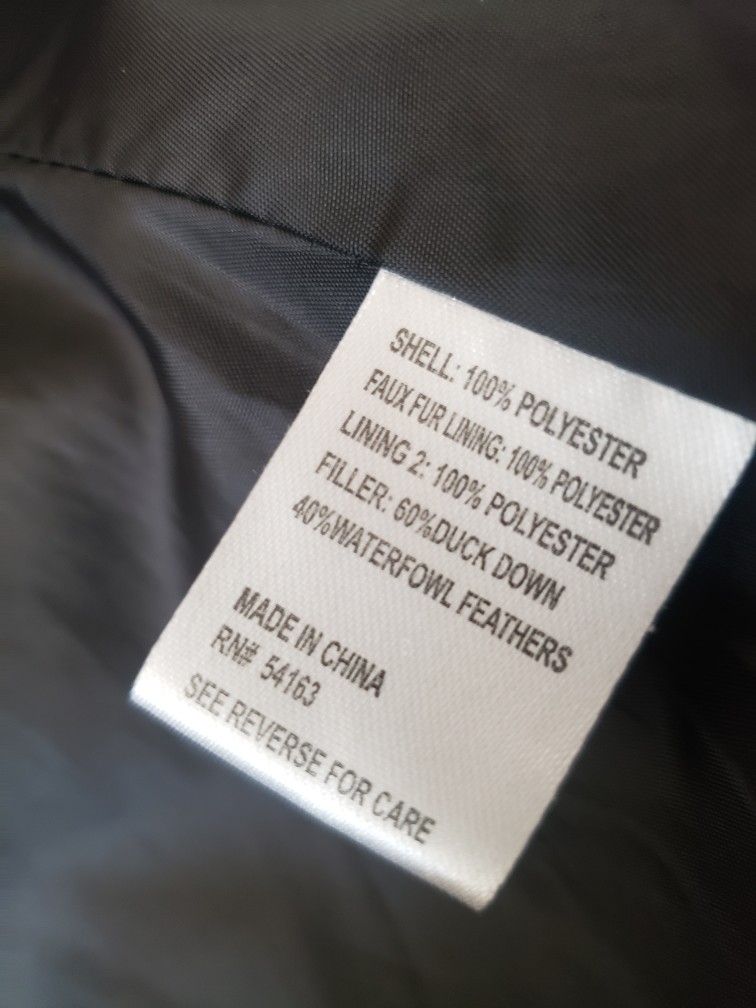 SHELL: 100% POLYESTER
FAUX FUR LINING: 100% POLYESTER
LINING 2: 100% POLYESTER
FILLER: 60%DUCK DOWN
40%WATERFOWL FEATHERS
MADE IN CHINA
RN# 54163
SEE REVERSE FOR CARE